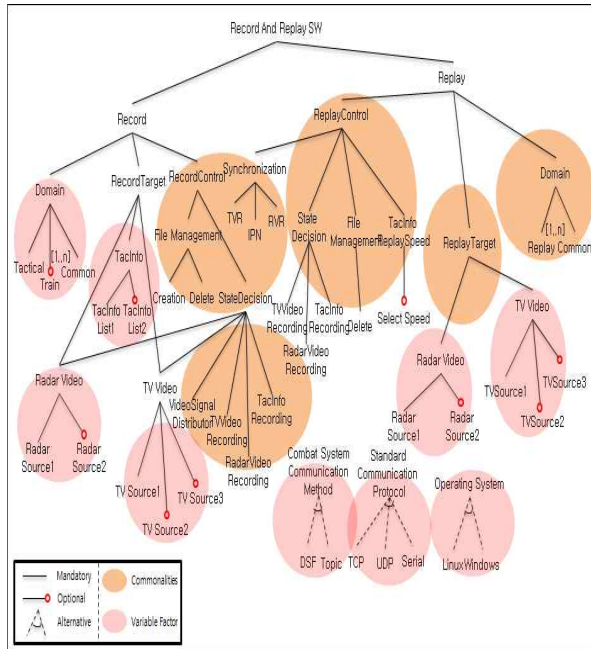 Record And Replay SW
Replay
Record
ReplayControl
Domain
RecordTarget
RecordControl
Synchronization
TVR
IPN
RVR
State
Decision
File
Management
TacInfo
ReplaySpeed
Domain
[1..n]
Replay Common
ReplayTarget
Tactical
[1..n]
Train
Common
TacInfo
TacInfo
List1
TacInfo
List2
File Management
Creation
Delete
StateDecision
TVVideo
Recording
TacInfo
Recording
RadarVideo
Recording
Delete
Select Speed
Radar Video
Radar
Source1
Radar
Source2
TV Video
TV Source1
TV Source2
TV Source3
VideoSignal
Distributor
TVVideo
Recording
RadarVideo
Recording
TacInfo
Recording
Radar Video
Radar
Source1
Radar
Source2
TV Video
TVSource1
TVSource2
TVSource3
Combat System
Communication
Method
DSF
Topic
Standard
Communication
Protocol
TCP
UDP
Serial
Operating System
Linux
Windows
Mandatory
Optional
Alternative
Commonalities
Variable Factor